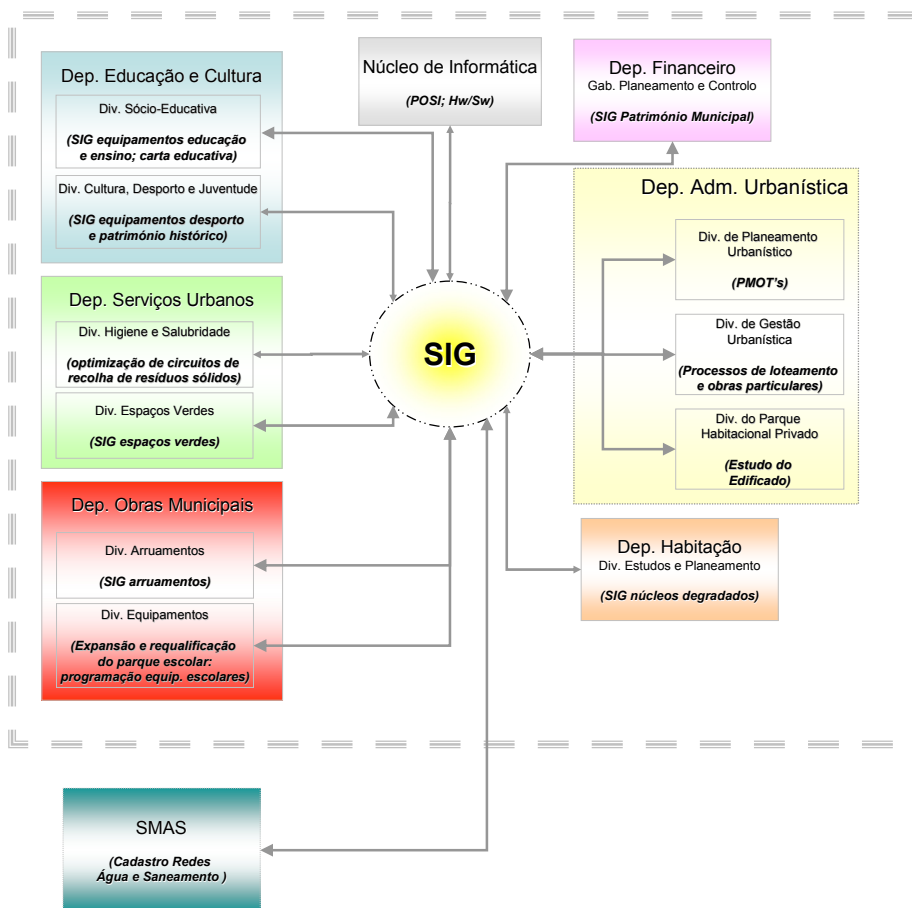 Dep. Educação e Cultura
Div. Sócio-Educativa
(SIG equipamentos educação
e ensino; carta educativa)
Div. Cultura, Desporto e Juventude
(SIG equipamentos desporto
e património histórico)
Núcleo de Informática
(POSI; Hw/Sw)
Dep. Financeiro
Gab. Planeamento e Controlo
(SIG Património Municipal)
Dep. Adm. Urbanística
Div. de Planeamento
Urbanístico
(PMOT's)
Div. de Gestão
Urbanística
(Processos de loteamento
e obras particulares)
Div. do Parque
Habitacional Privado
(Estudo do
Edificado)
Dep. Serviços Urbanos
Div. Higiene e Salubridade
(optimização de circuitos de
recolha de resíduos sólidos)
Div. Espaços Verdes
(SIG espaços verdes)
SIG
Dep. Obras Municipais
Div. Arruamentos
(SIG arruamentos)
Div. Equipamentos
(Expansão e requalificação
do parque escolar:
programação equip. escolares)
Dep. Habitação
Div. Estudos e Planeamento
(SIG núcleos degradados)
SMAS
(Cadastro Redes
Água e Saneamento )